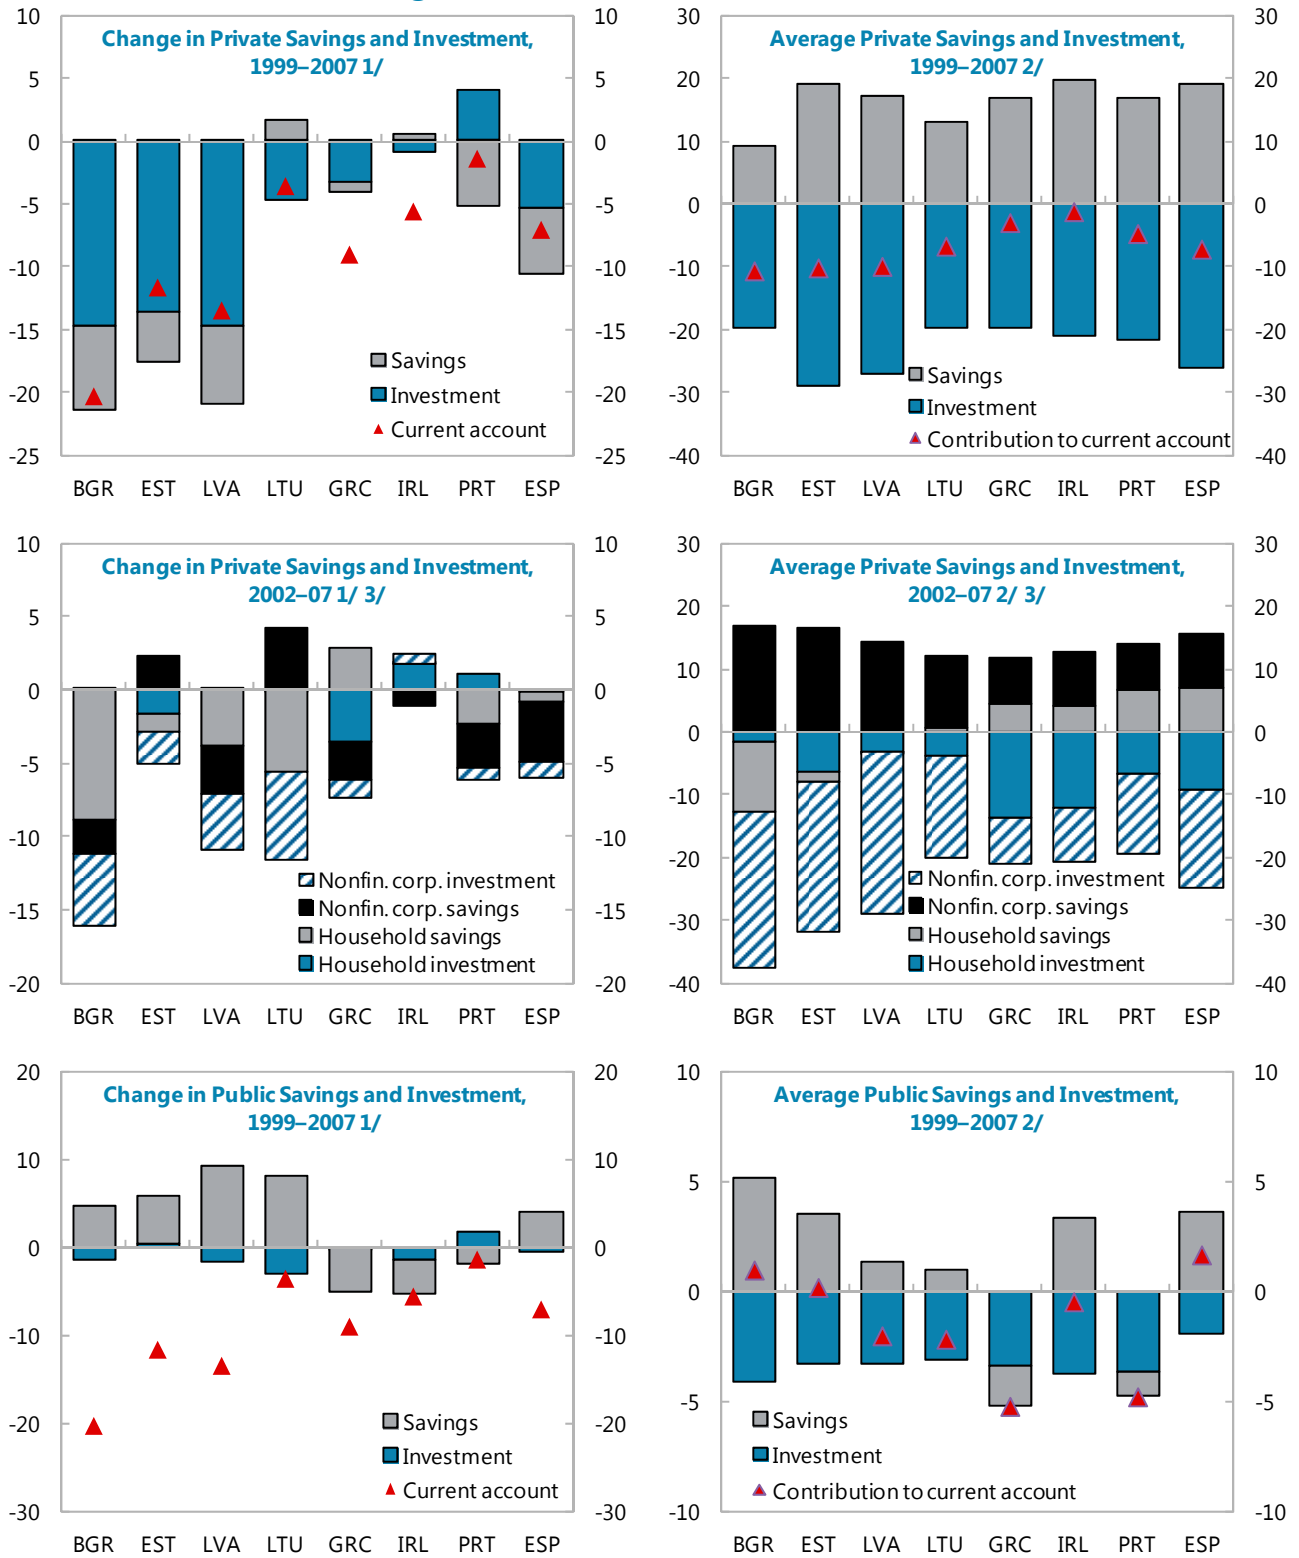 Change in Private Savings and Investment,
1999–2007 1/
10
5
0
-5
-10
-15
-20
-25
10
5
0
-5
-10
-15
-20
-25
Savings
Investment
Current account
BGR EST LVA LTU GRC IRL PRT ESP
Average Private Savings and Investment,
1999–2007 2/
30
20
10
0
-10
-20
-30
-40
30
20
10
0
-10
-20
-30
-40
Savings
Investment
Contribution to current account
BGR EST LVA LTU GRC IRL PRT ESP
Change in Private Savings and Investment,
2002–07 1/ 3/
10
5
0
-5
-10
-15
-20
10
5
0
-5
-10
-15
-20
Nonfin. corp. investment
Nonfin. corp. savings
Household savings
Household investment
BGR EST LVA LTU GRC IRL PRT ESP
Average Private Savings and Investment,
2002–07 2/ 3/
30
20
10
0
-10
-20
-30
-40
30
20
10
0
-10
-20
-30
-40
Nonfin. corp. investment
Nonfin. corp. savings
Household savings
Household investment
BGR EST LVA LTU GRC IRL PRT ESP
Change in Public Savings and Investment,
1999–2007 1/
20
10
0
-10
-20
-30
20
10
0
-10
-20
-30
Savings
Investment
Current account
BGR EST LVA LTU GRC IRL PRT ESP
Average Public Savings and Investment,
1999–2007 2/
10
5
0
-5
-10
10
5
0
-5
-10
Savings
Investment
Contribution to current account
BGR EST LVA LTU GRC IRL PRT ESP